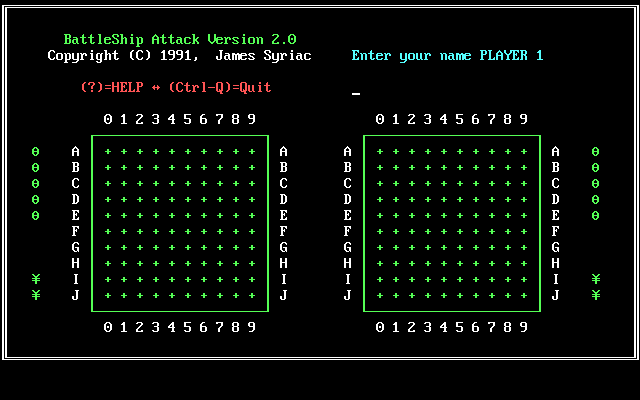 BattleShip Attack Version 2.0
Copyright (C) 1991,  James Syriac    Enter your name PLAYER 1
(?)=HELP ↔ (Ctrl-Q)=Quit    _
0 1 2 3 4 5 6 7 8 9    0 1 2 3 4 5 6 7 8 9
θ A + + + + + + + + + + A    A + + + + + + + + + + A θ
θ B + + + + + + + + + + B    B + + + + + + + + + + B θ
θ C + + + + + + + + + + C    C + + + + + + + + + + C θ
θ D + + + + + + + + + + D    D + + + + + + + + + + D θ
θ E + + + + + + + + + + E    E + + + + + + + + + + E θ
F + + + + + + + + + + F    F + + + + + + + + + + F
G + + + + + + + + + + G    G + + + + + + + + + + G
H + + + + + + + + + + H    H + + + + + + + + + + H
¥ I + + + + + + + + + + I    I + + + + + + + + + + I ¥
¥ J + + + + + + + + + + J    J + + + + + + + + + + J ¥
0 1 2 3 4 5 6 7 8 9    0 1 2 3 4 5 6 7 8 9